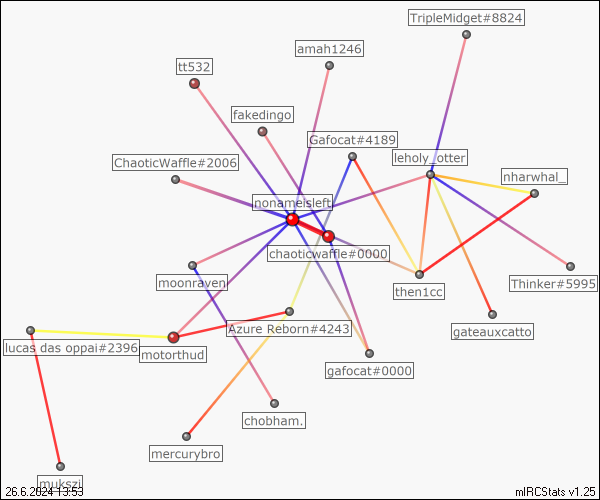 TripleMidget#8824
amah1246
tt532
fakedingo
Gafocat#4189
ChaoticWaffle#2006
leholy_otter
nharwhal_
nonameisleft
chaoticwaffle#0000
moonraven
then1cc
Thinker#5995
Azure Reborn#4243
gateauxcatto
lucas das oppai#2396
motorthud
gafocat#0000
chobham.
mercurybro
mukszi
26.6.2024 13:53
mIRCStats v1.25